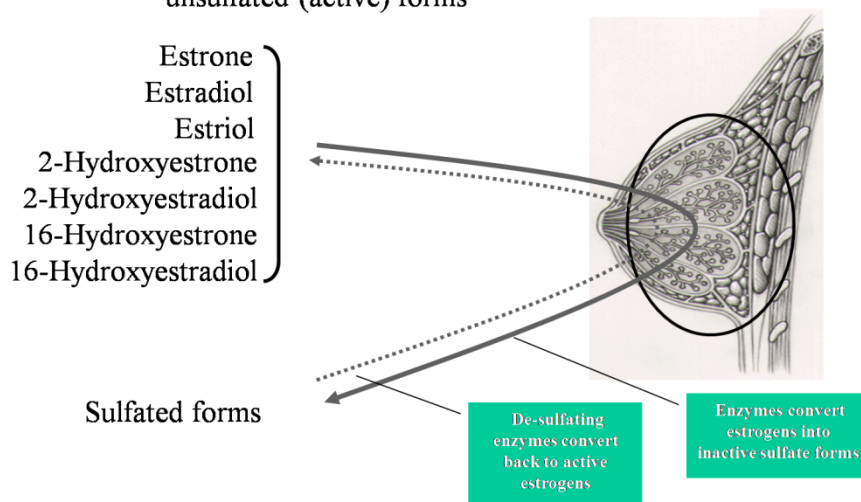 unsulfated (active) forms
Estrone
Estradiol
Estriol
2-Hydroxyestrone
2-Hydroxyestradiol
16-Hydroxyestrone
16-Hydroxyestradiol
Sulfated forms
De-sulfating
enzymes convert
back to active
estrogens
Enzymes convert
estrogens into
inactive sulfate forms